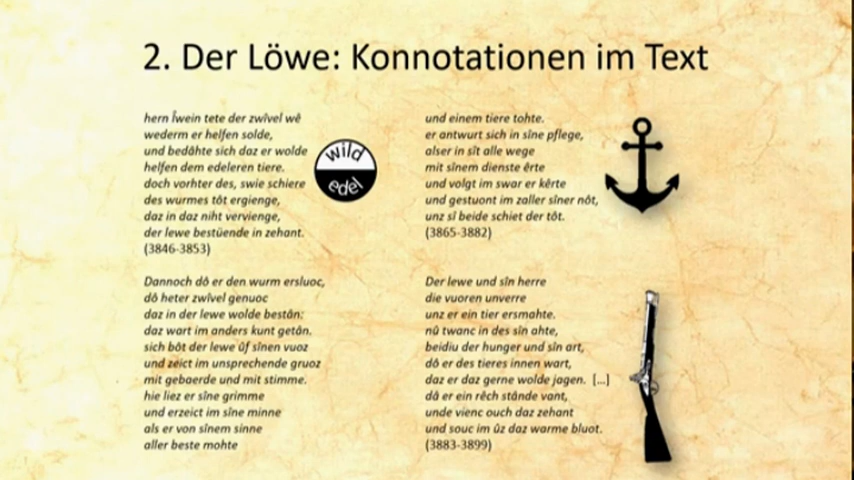 2. Der Löwe: Konnotationen im Text
hern Îwein tete der zwîvel wê
wederm er helfen solde,
und bedâhte sich daz er wolde
helfen dem edeleren tiere.
doch vorhter des, swie schiere
des wurmes tôt ergienge,
daz in daz niht vervienge,
der lewe bestüende in zehant.
(3846-3853)
wild
edel
Dannoch dô er den wurm ersluoc,
dô heter zwîvel genuoc
daz in der lewe wolde bestân:
daz wart im anders kunt getân.
sich bôt der lewe ûf sînen vuoz
und zeict im unsprechende gruoz
mit gebaerde und mit stimme.
hie liez er sîne grimme
und erzeict im sîne minne
als er von sînem sinne
aller beste mohte
und einem tiere tohte.
er antwurt sich in sîne pflege,
alser in sît alle wege
mit sînem dienste êrte
und volgt im swar er kêrte
und gestuont im zaller sîner nôt,
unz sî beide schiet der tôt.
(3865-3882)
Der lewe und sîn herre
die vuoren unverre
unz er ein tier ersmahte.
nû twanc in des sîn ahte,
beidiu der hunger und sîn art,
dô er des tieres innen wart,
daz er daz gerne wolde jagen. [...]
dâ er ein rêch stânde vant,
unde vienc ouch daz zehant
und souc im ûz daz warme bluot.
(3883-3899)